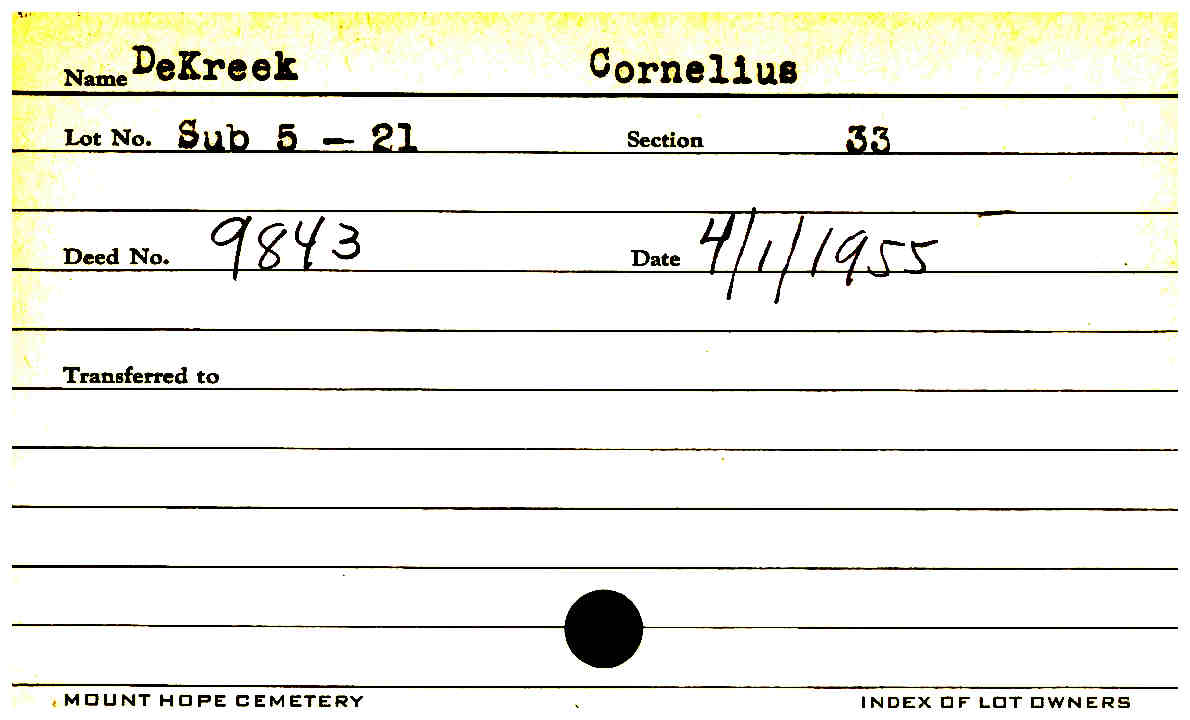 Name DeKreek Cornelius
Lot No. Sub 5 - 21 Section 33
Deed No. 9843 Date 4/1/1955
Transferred to
MOUNT HOPE CEMETERY INDEX OF LOT OWNERS